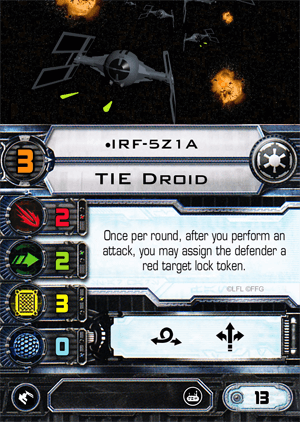 •IRF-5Z1A
3
TIE DROID
2
2
3
0
Once per round, after you perform an
attack, you may assign the defender a
red target lock token.
©LFL ©FFG
13